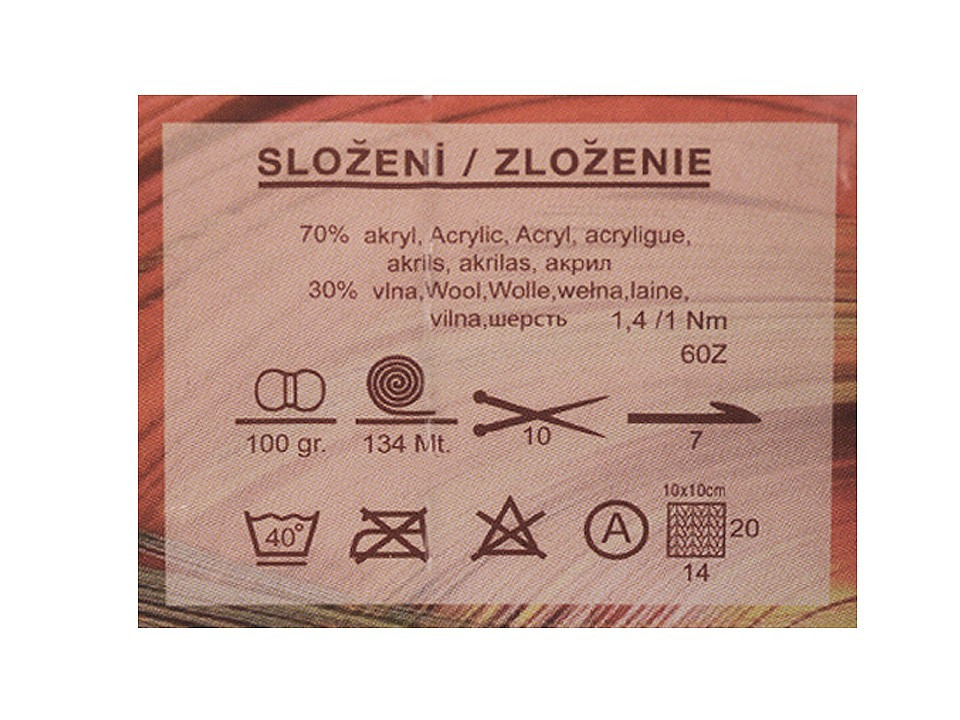 SLOŽENİ / ZLOŽENIE
70% akryl, Acrylic, Acryl, acryligue,
akrils, akrilas, акрил
30% vlna,Wool,Wolle,wełna,laine,
vilna,шерсть 1,4 /1 Nm
60Z
100 gr. 134 Mt. 10 7
10x10cm
40° A 20
14